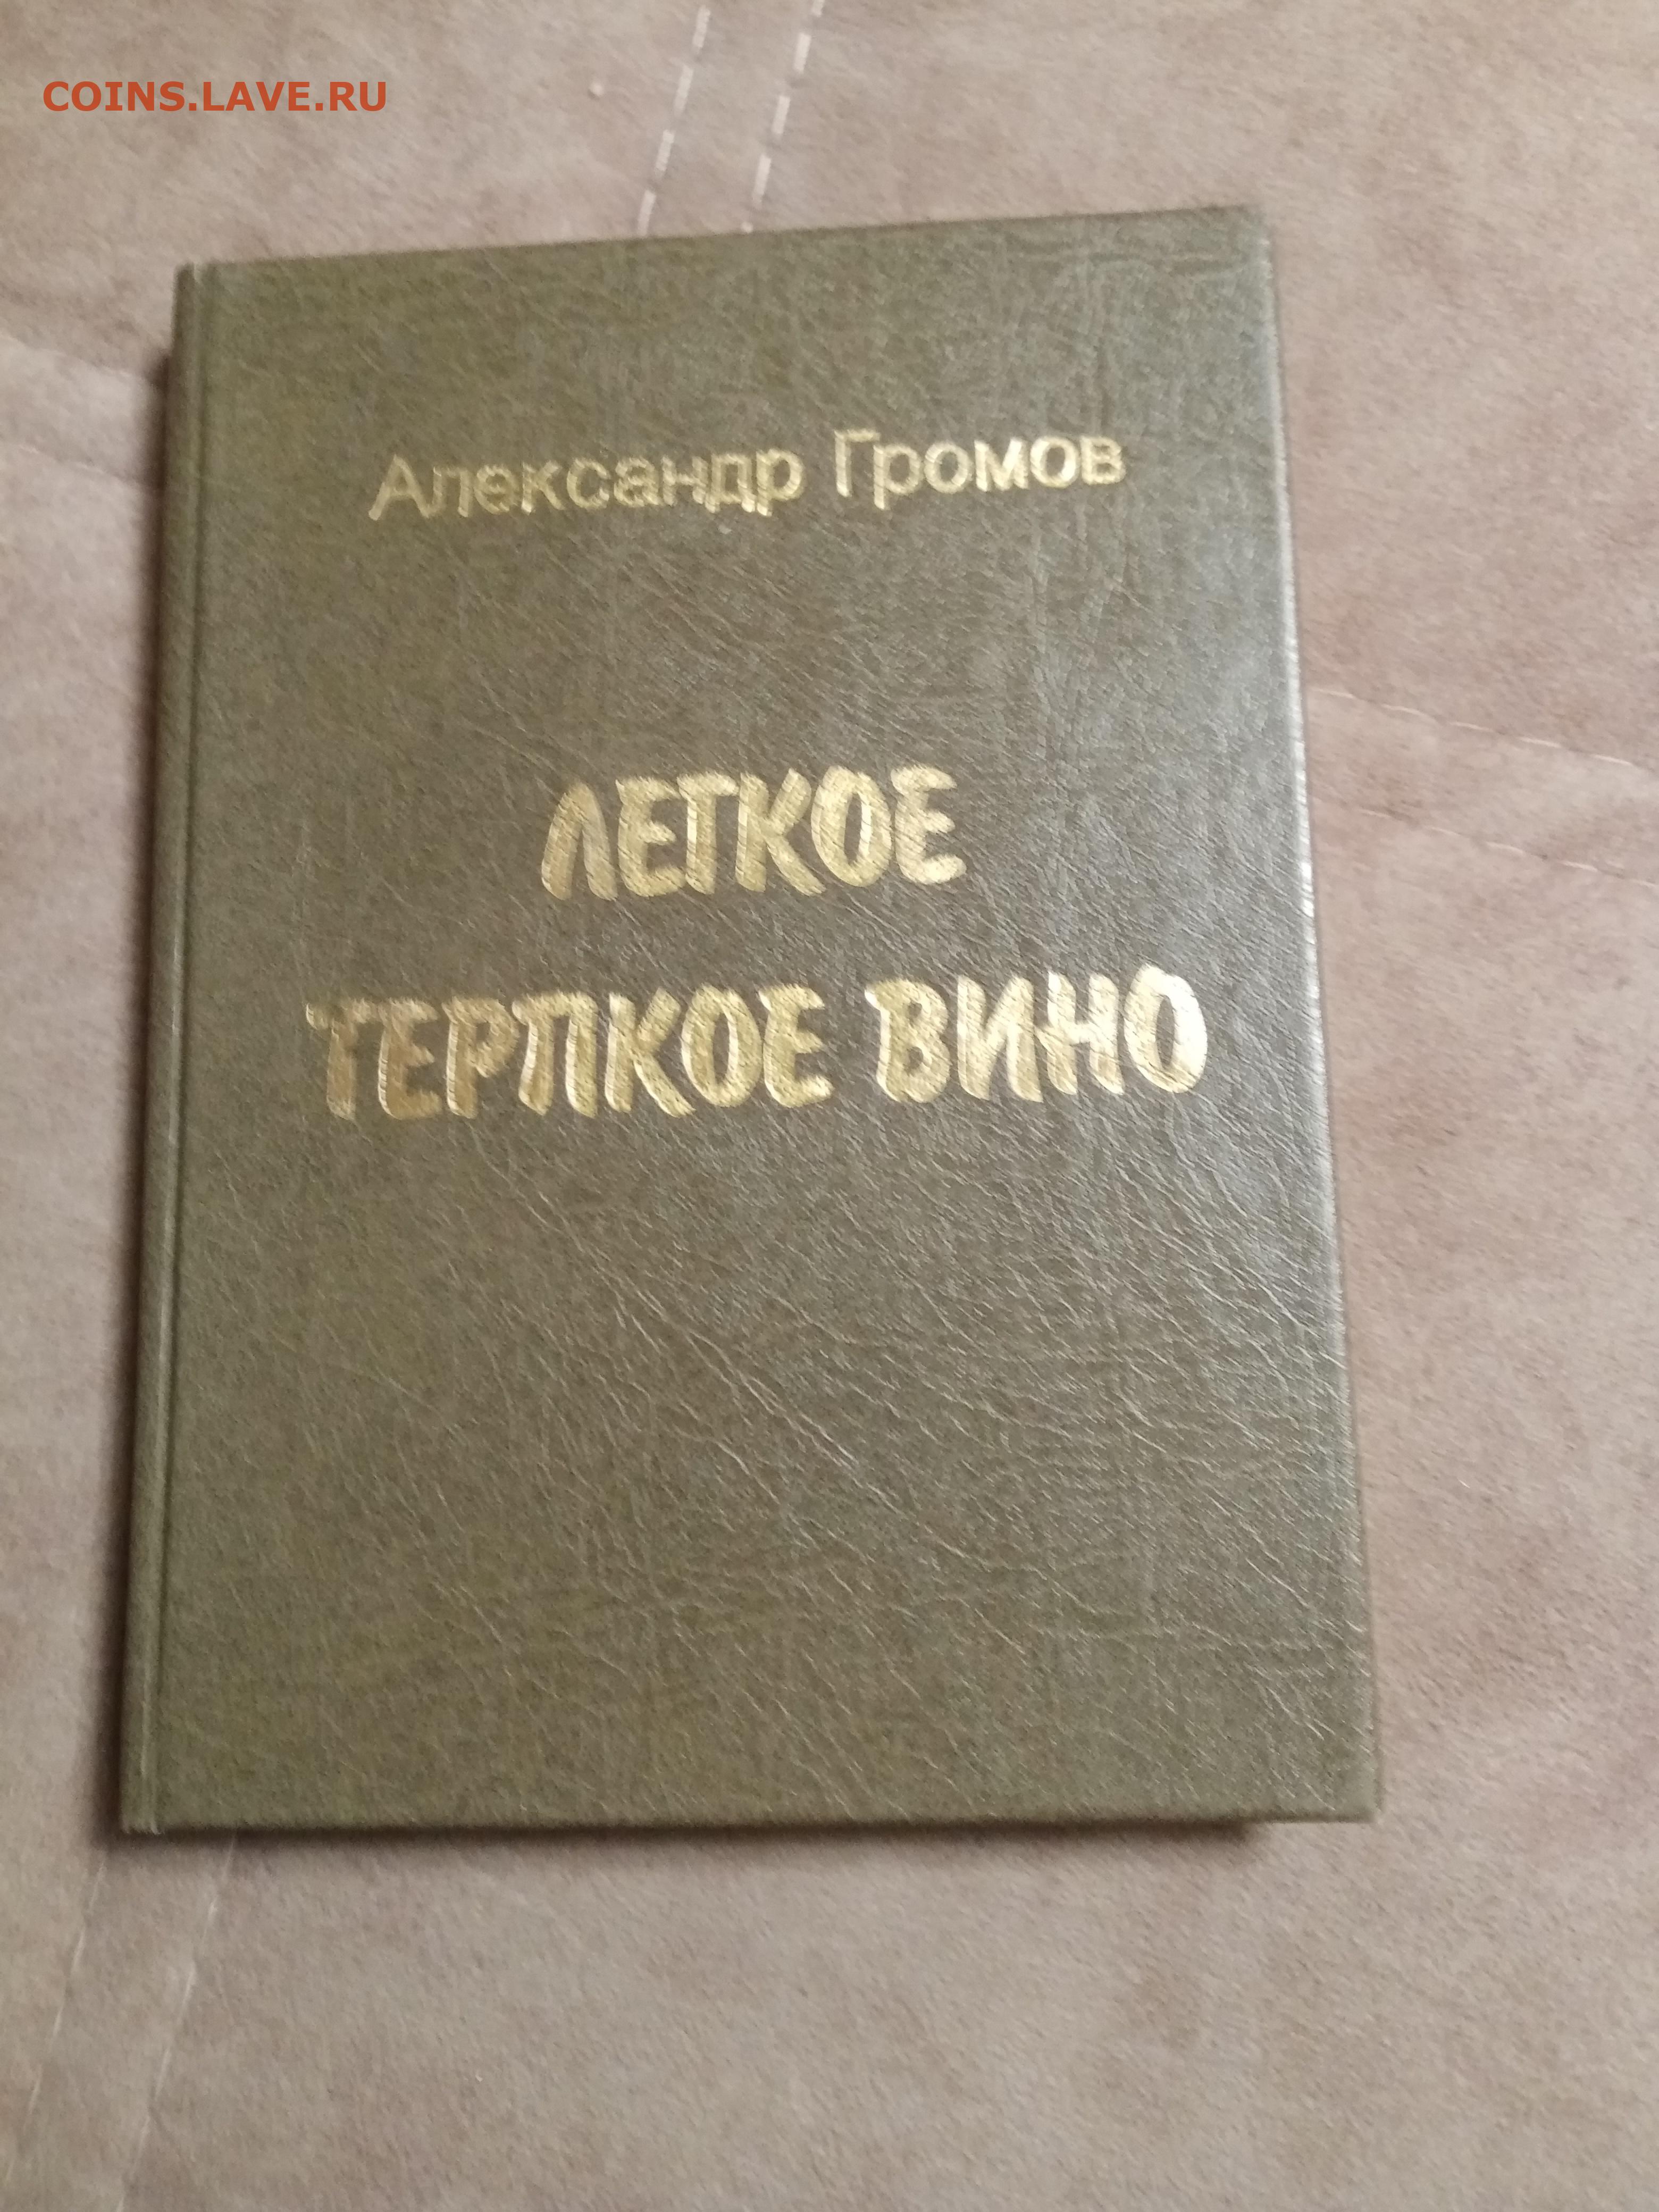 COINS.LAVE.RU
Александр Громов
ЛЕГКОЕ
ТЕРПКОЕ ВИНО